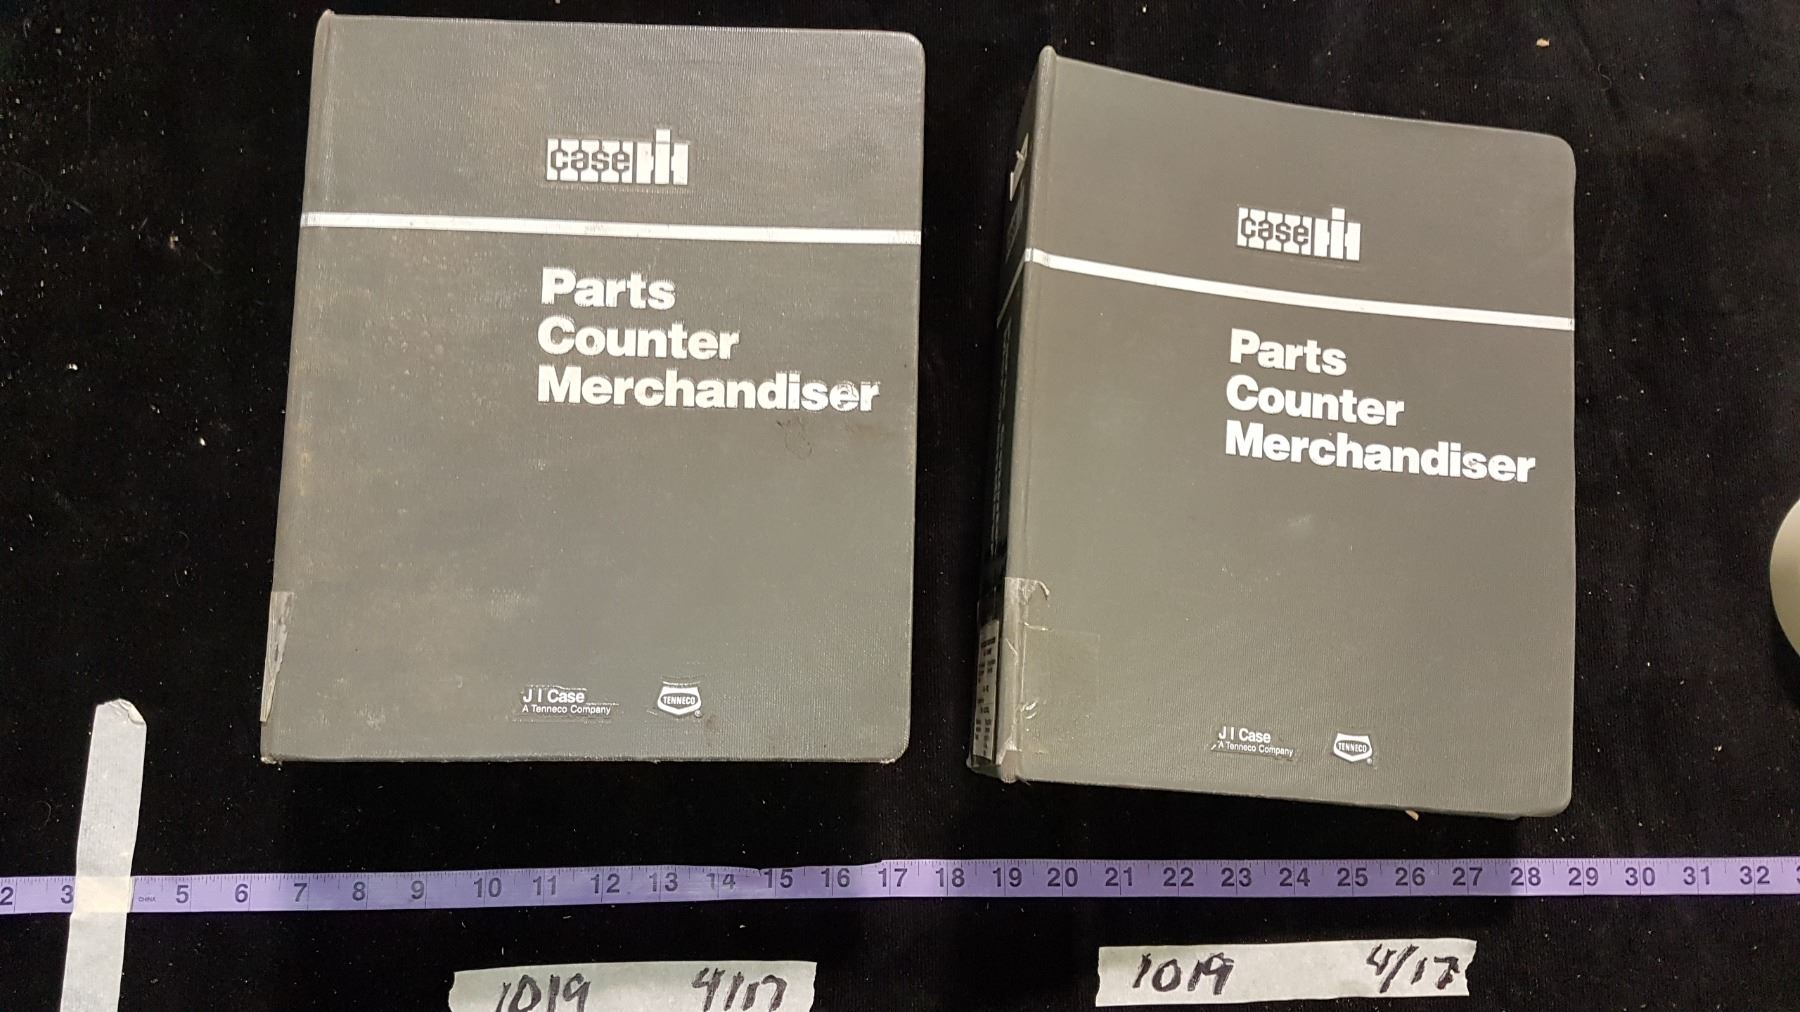 case IH
Parts
Counter
Merchandiser
J I Case
A Tenneco Company
TENNECO
case IH
Parts
Counter
Merchandiser
J I Case
A Tenneco Company
TENNECO
2 3 CHINA 5 6 7 8 9 10 11 12 13 14 15 16 17 18 19 20 21 22 23 24 25 26 27 28 29 30 31 32
1019 4/17
1019 4/17